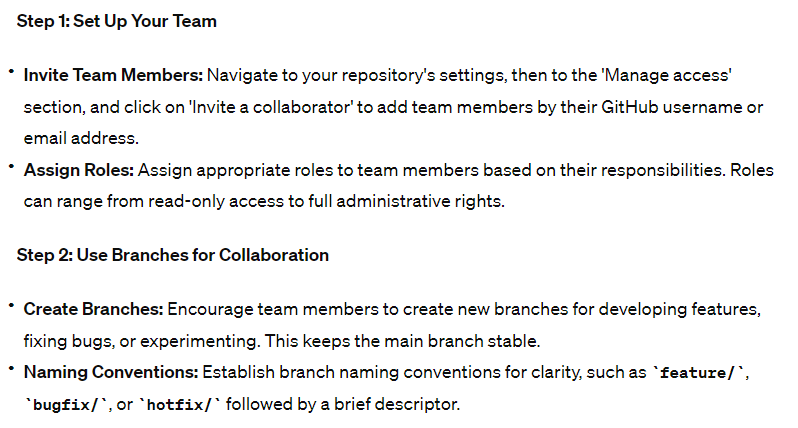 Step 1: Set Up Your Team
• Invite Team Members: Navigate to your repository's settings, then to the 'Manage access'
section, and click on 'Invite a collaborator' to add team members by their GitHub username or
email address.
• Assign Roles: Assign appropriate roles to team members based on their responsibilities. Roles
can range from read-only access to full administrative rights.
Step 2: Use Branches for Collaboration
• Create Branches: Encourage team members to create new branches for developing features,
fixing bugs, or experimenting. This keeps the main branch stable.
• Naming Conventions: Establish branch naming conventions for clarity, such as `feature/`,
`bugfix/`, or `hotfix/` followed by a brief descriptor.